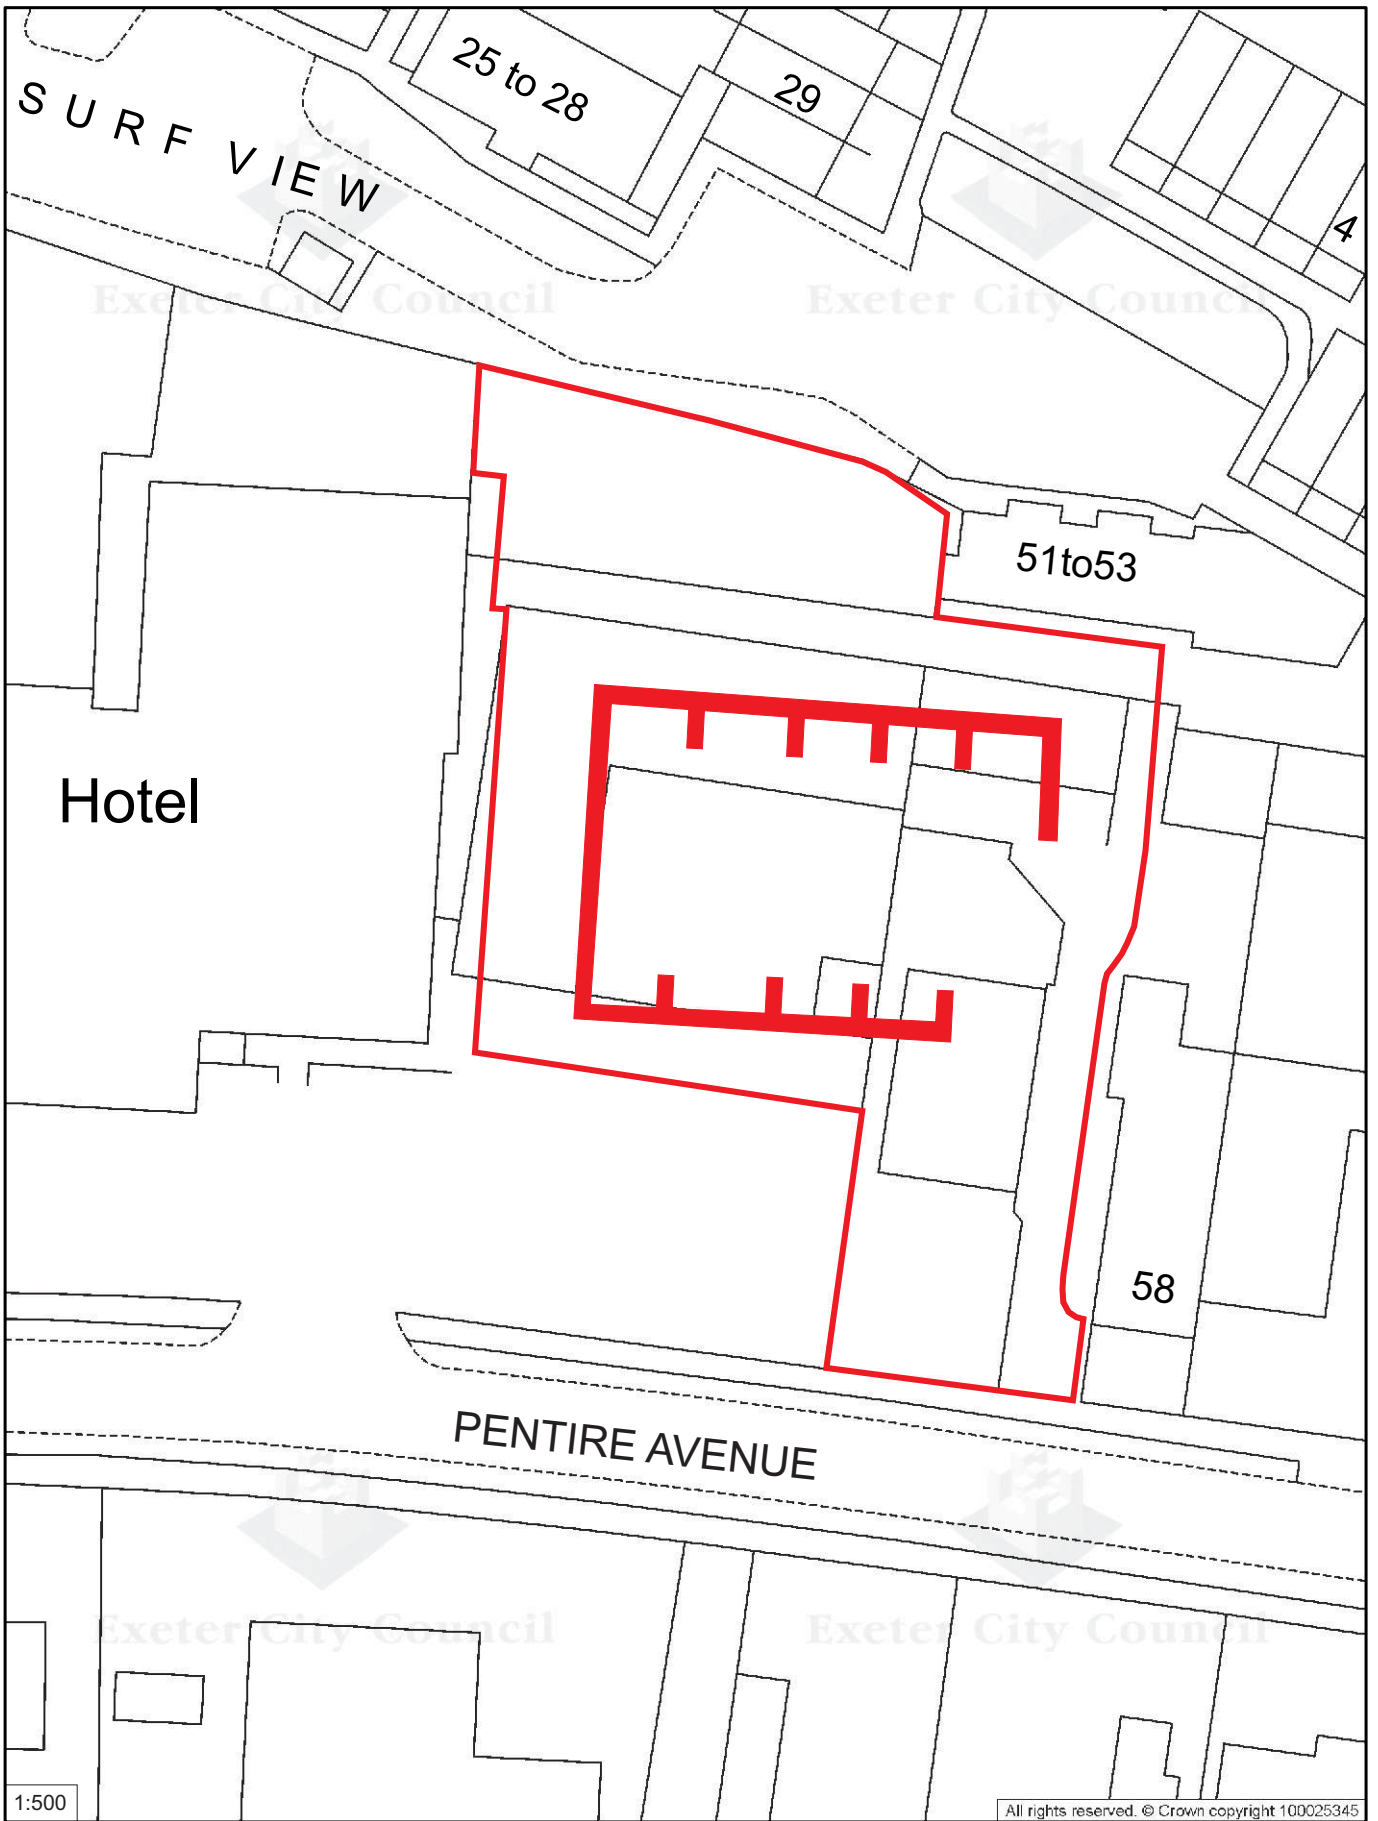 25 to 28
29
SURF VIEW
4
Exeter City Council
Exeter City Council
51to53
Hotel
58
PENTIRE AVENUE
Exeter City Council
Exeter City Council
1:500
All rights reserved. © Crown copyright 100025345